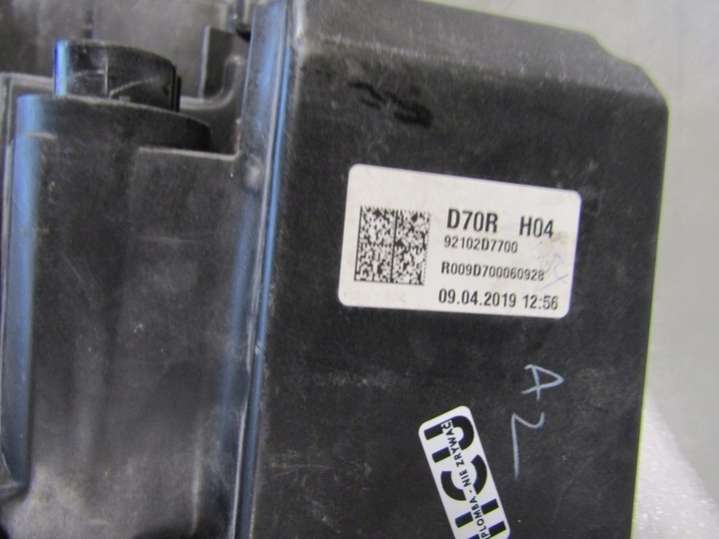 D70R H04
92102D7700
R009D700060928
09.04.2019 12:56
A2
PLOMBA - NIE ZRYWAĆ